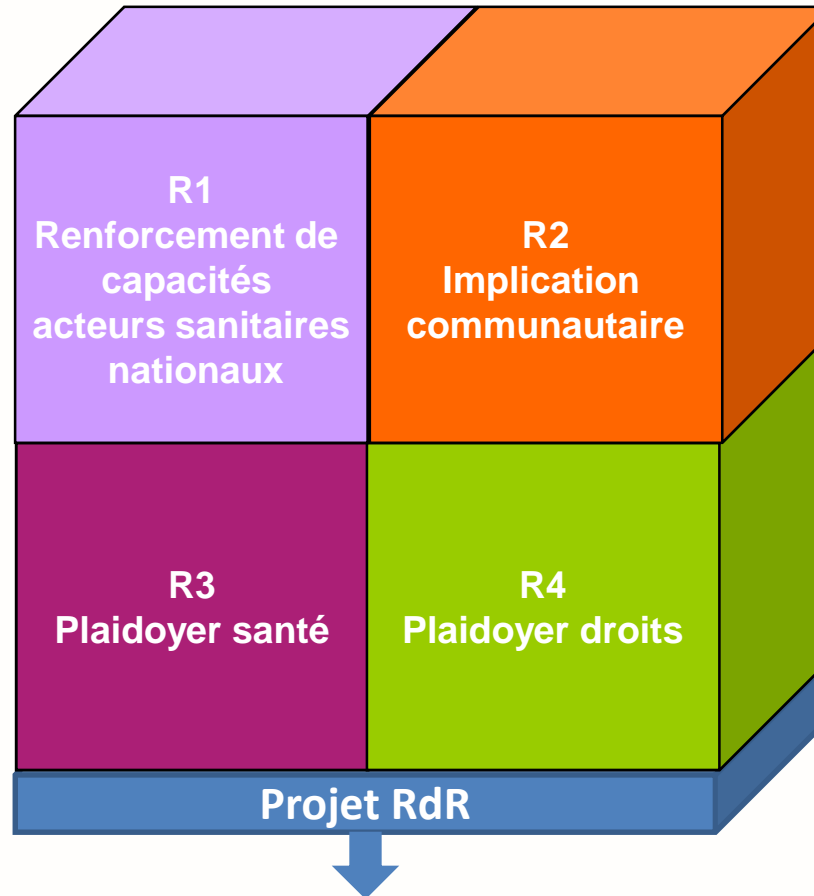 R1
Renforcement de
capacités
acteurs sanitaires
nationaux
R2
Implication
communautaire
R3
Plaidoyer santé
R4
Plaidoyer droits
Projet RdR